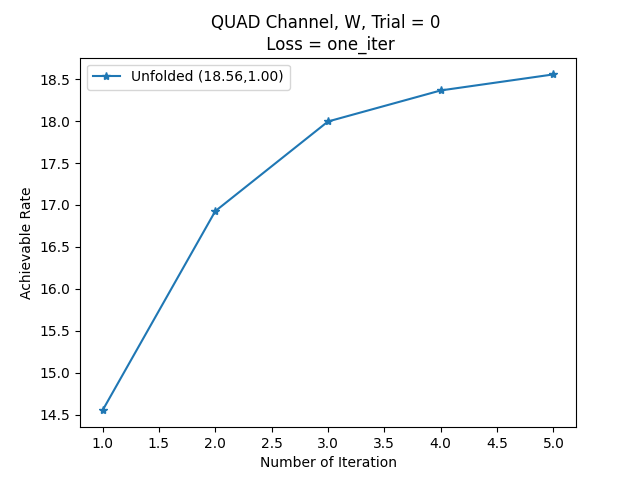 QUAD Channel, W, Trial = 0
Loss = one_iter
Unfolded (18.56,1.00)
18.5
18.0
17.5
17.0
16.5
16.0
15.5
15.0
14.5
Achievable Rate
1.0 1.5 2.0 2.5 3.0 3.5 4.0 4.5 5.0
Number of Iteration